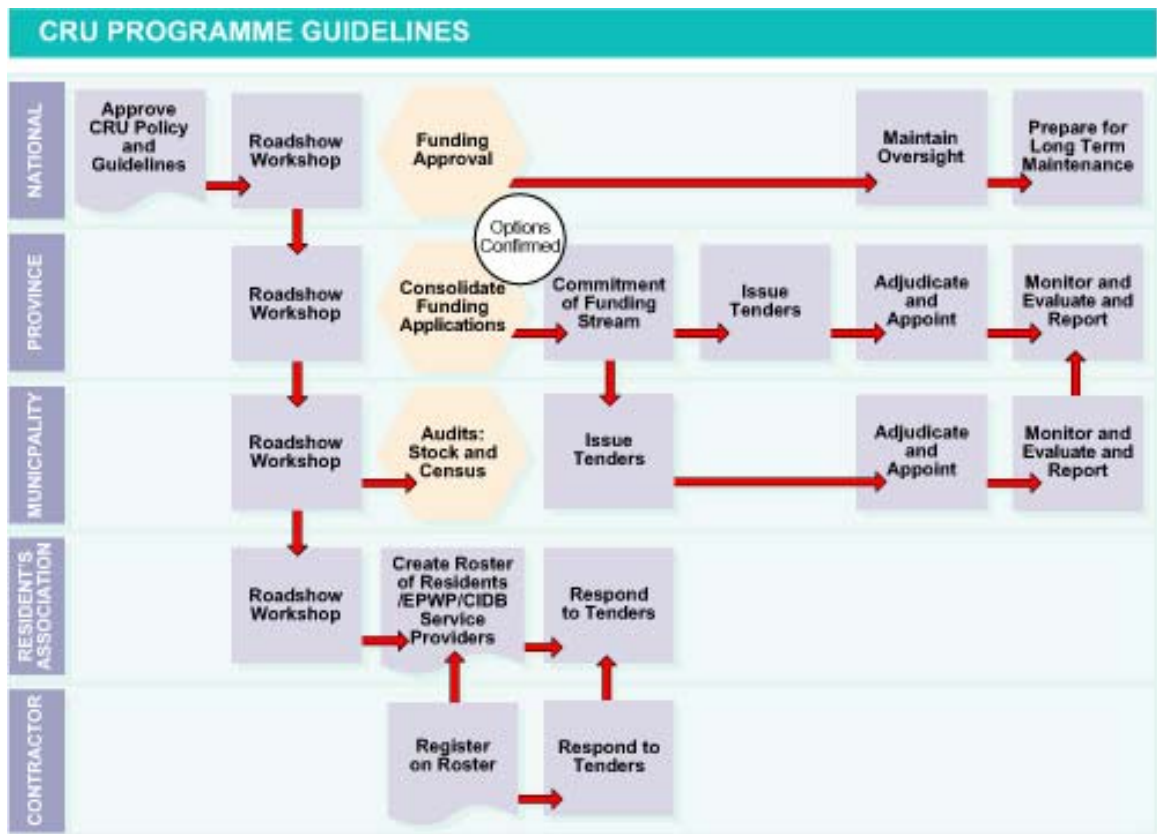 CRU PROGRAMME GUIDELINES
NATIONAL
Approve
CRU Policy
and
Guidelines
Roadshow
Workshop
Funding
Approval
Maintain
Oversight
Prepare for
Long Term
Maintenance
Options
Confirmed
PROVINCE
Roadshow
Workshop
Consolidate
Funding
Applications
Commitment
of Funding
Stream
Issue
Tenders
Adjudicate
and
Appoint
Monitor and
Evaluate and
Report
MUNICPALITY
Roadshow
Workshop
Audits:
Stock and
Census
Issue
Tenders
Adjudicate
and
Appoint
Monitor and
Evaluate and
Report
RESIDENT'S
ASSOCIATION
Roadshow
Workshop
Create Roster
of Residents
/EPWP/CIDB
Service
Providers
Respond
to Tenders
CONTRACTOR
Register
on Roster
Respond to
Tenders